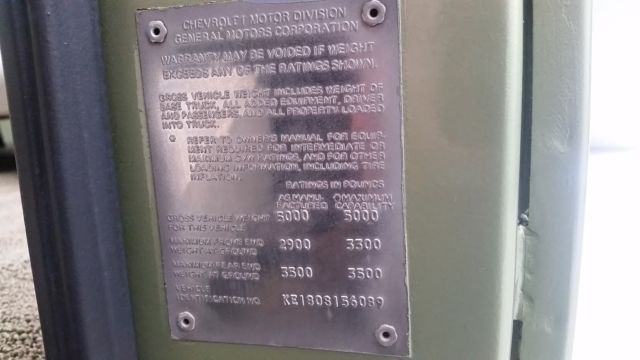 CHEVROLET MOTOR DIVISION
GENERAL MOTORS CORPORATION
WARRANTY MAY BE VOIDED IF WEIGHT
EXCEEDS ANY OF THE RATINGS SHOWN.
GROSS VEHICLE WEIGHT INCLUDES WEIGHT OF
BASE TRUCK, ALL ADDED EQUIPMENT, DRIVER
AND PASSENGERS, AND ALL PROPERTY LOADED
INTO TRUCK.
* REFER TO OWNER'S MANUAL FOR EQUIP-
MENT REQUIRED FOR INTERMEDIATE OR
MAXIMUM GVW RATINGS, AND FOR OTHER
LOADING INFORMATION, INCLUDING TIRE
INFLATION.
RATINGS IN POUNDS
AS MANU- *MAXIMUM
FACTURED CAPABILITY
GROSS VEHICLE WEIGHT 5000 5000
FOR THIS VEHICLE
MAXIMUM FRONT END 2900 3300
WEIGHT AT GROUND
MAXIMUM REAR END 3500 3500
WEIGHT AT GROUND
VEHICLE
IDENTIFICATION NO. KE180S156089